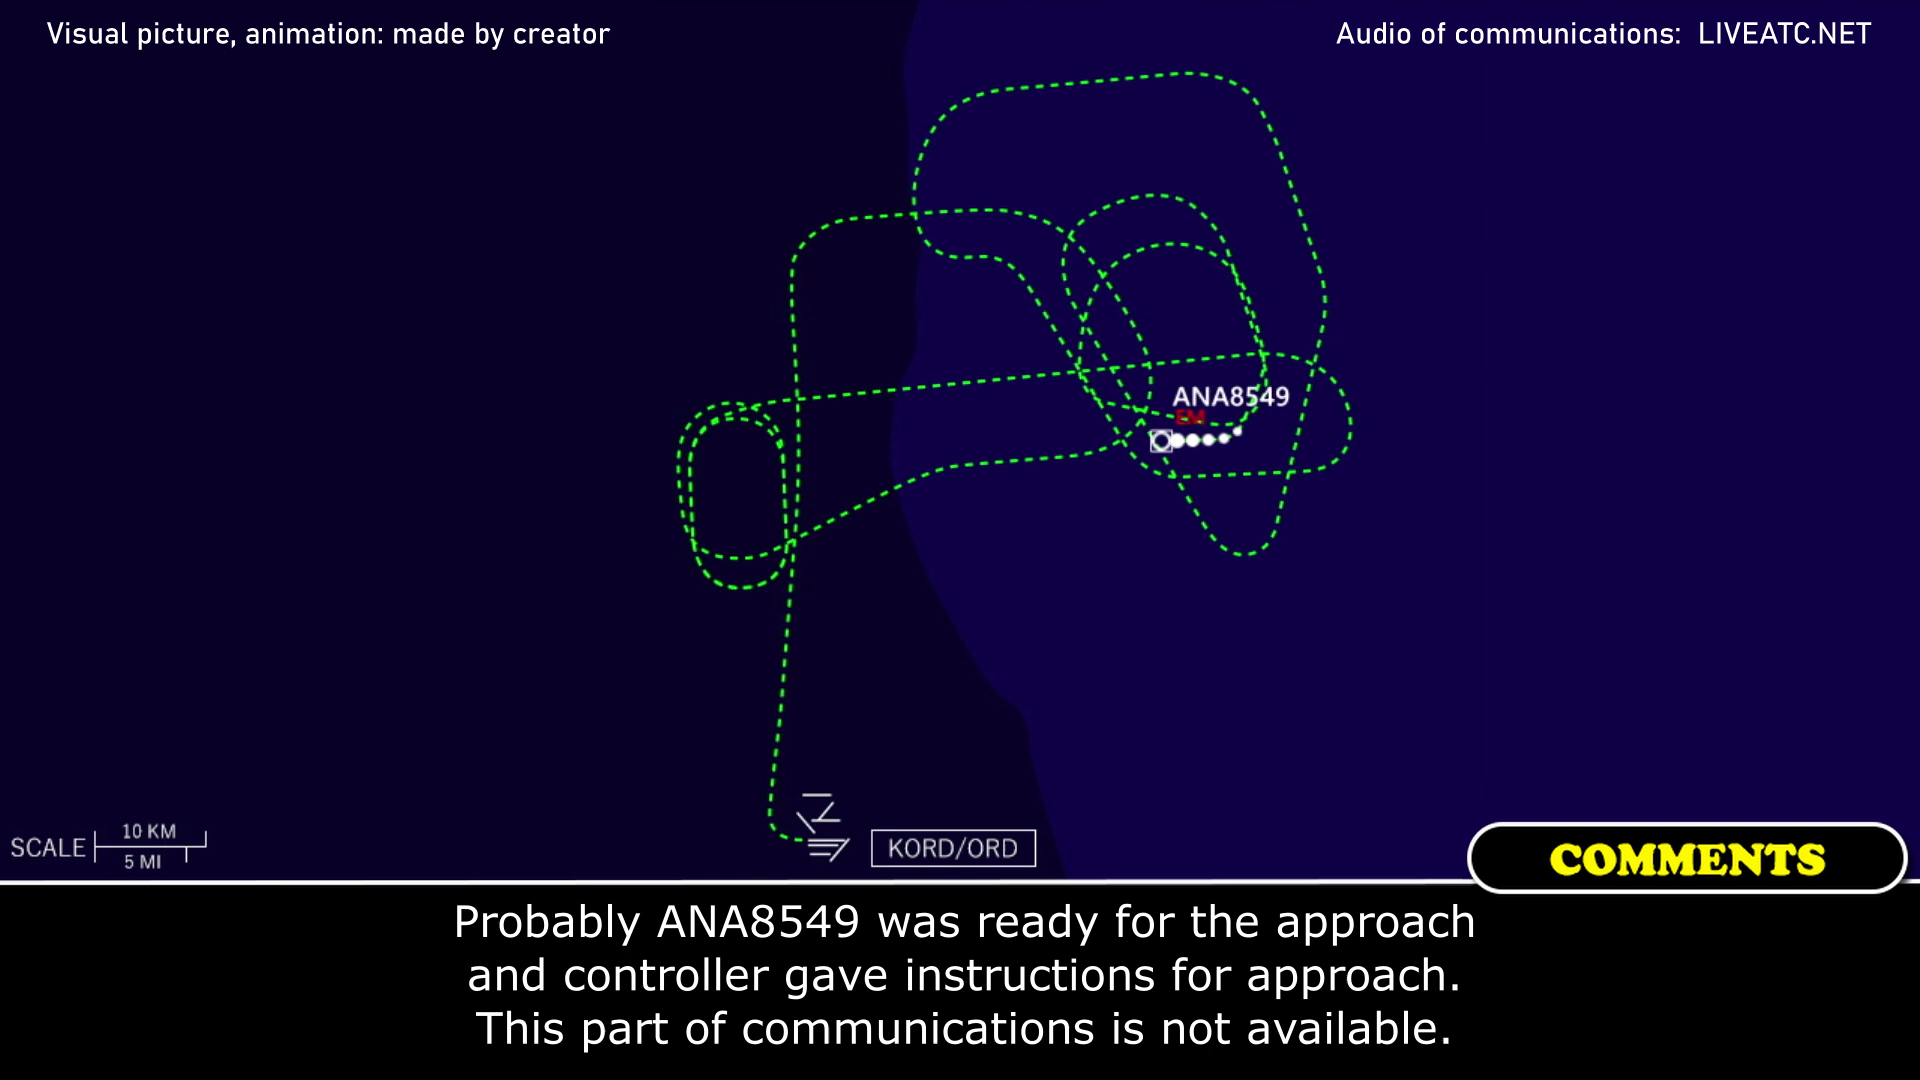 Visual picture, animation: made by creator
Audio of communications: LIVEATC.NET
ANA8549
EM
SCALE
10 KM
5 MI
KORD/ORD
COMMENTS
Probably ANA8549 was ready for the approach
and controller gave instructions for approach.
This part of communications is not available.